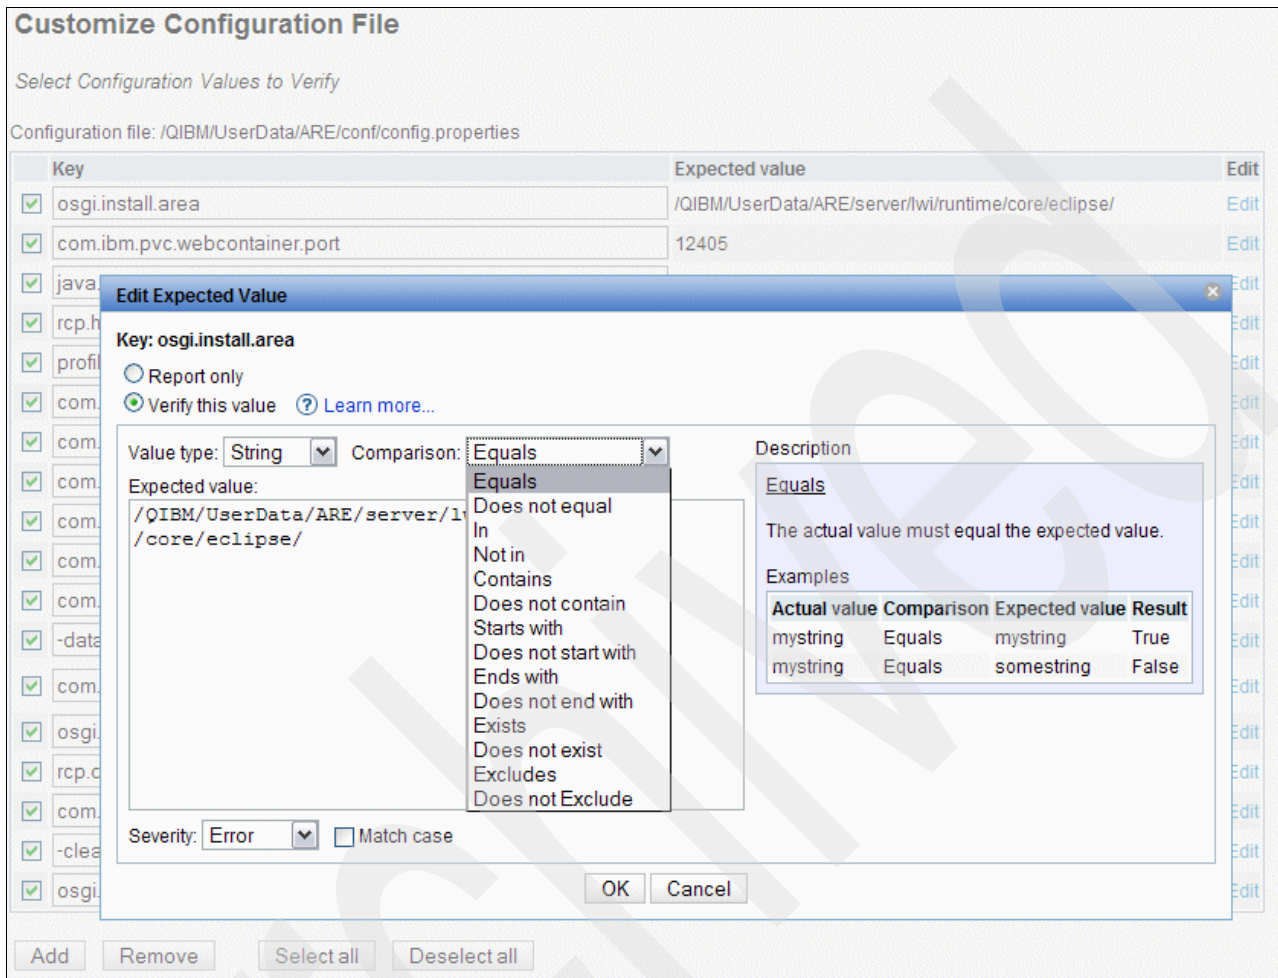 Customize Configuration File
Select Configuration Values to Verify
Configuration file: /QIBM/UserData/ARE/conf/config.properties
Key Expected value Edit
osgi.install.area /QIBM/UserData/ARE/server/lwi/runtime/core/eclipse/ Edit
com.ibm.pvc.webcontainer.port 12405 Edit
java. Edit
Edit Expected Value
rcp.h Edit
Key: osgi.install.area
profil Edit
Report only
com. Edit
Verify this value ? Learn more...
com. Edit
Value type: String Comparison: Equals Description
com. Edit
Expected value: Equals Equals
/QIBM/UserData/ARE/server/lw Does not equal
com. Edit
/core/eclipse/ In The actual value must equal the expected value.
Not in
com. Edit
Contains Examples
com. Edit
Does not contain Actual value Comparison Expected value Result
Starts with mystring Equals mystring True
-data Edit
Does not start with mystring Equals somestring False
Ends with
com. Edit
Does not end with
Exists
osgi. Edit
Does not exist
rcp.c Edit
Excludes
Does not Exclude
com. Edit
Severity: Error Match case
-clea Edit
osgi. Edit
OK Cancel
Add Remove Select all Deselect all
archived